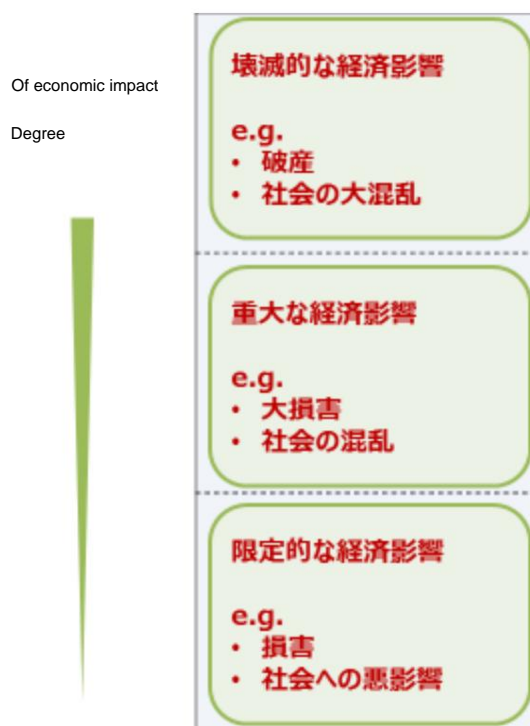 Of economic impact
Degree
壊滅的な経済影響
e.g.
• 破産
• 社会の大混乱
重大な経済影響
e.g.
• 大損害
• 社会の混乱
限定的な経済影響
e.g.
• 損害
• 社会への悪影響